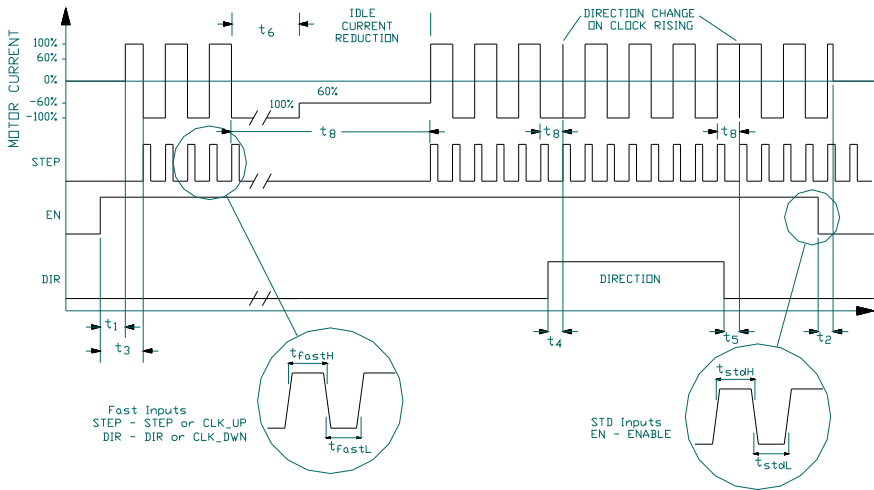 IDLE
CURRENT
REDUCTION
DIRECTION CHANGE
ON CLOCK RISING
t6
MOTOR CURRENT
100%
60%
0%
-60%
-100%
60%
100%
t8
t8
t8
STEP
EN
DIR
DIRECTION
t1
t3
t4
t5
t2
tfastH
tfastL
Fast Inputs
STEP - STEP or CLK_UP
DIR - DIR or CLK_DWN
tstdH
tstdL
STD Inputs
EN - ENABLE